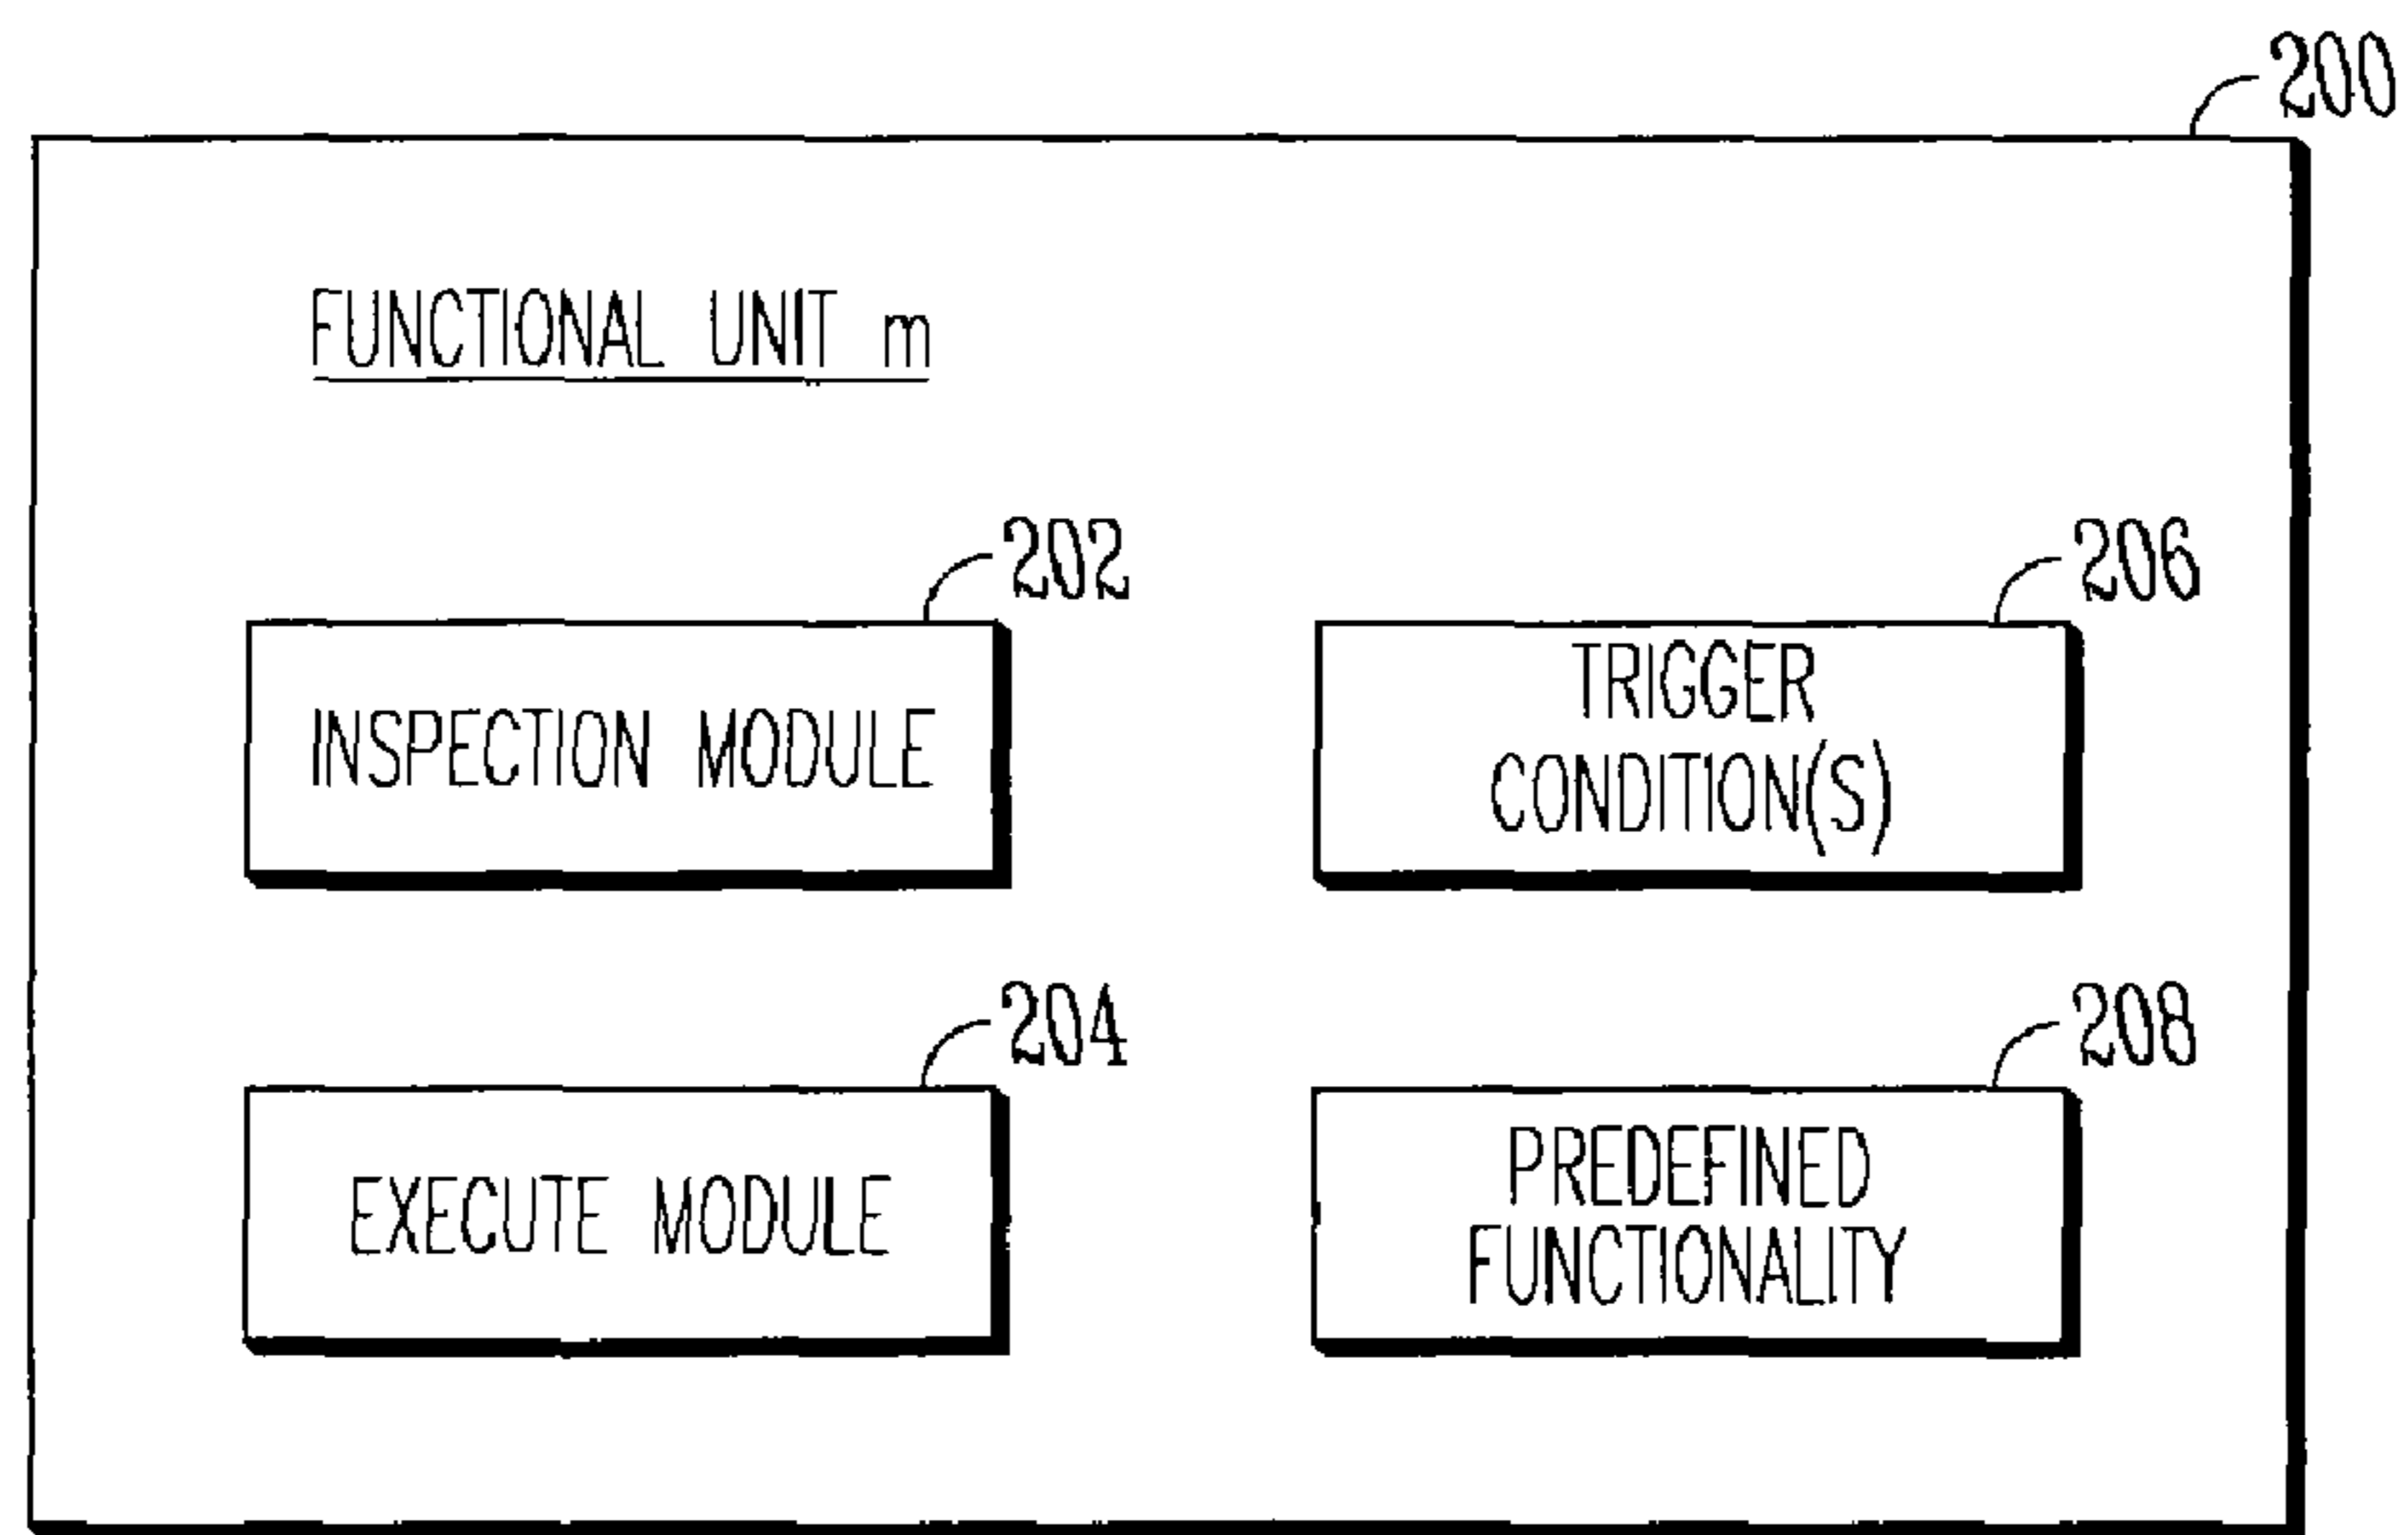 200
FUNCTIONAL UNIT m
202
206
INSPECTION MODULE
TRIGGER
CONDITION(S)
204
208
EXECUTE MODULE
PREDEFINED
FUNCTIONALITY